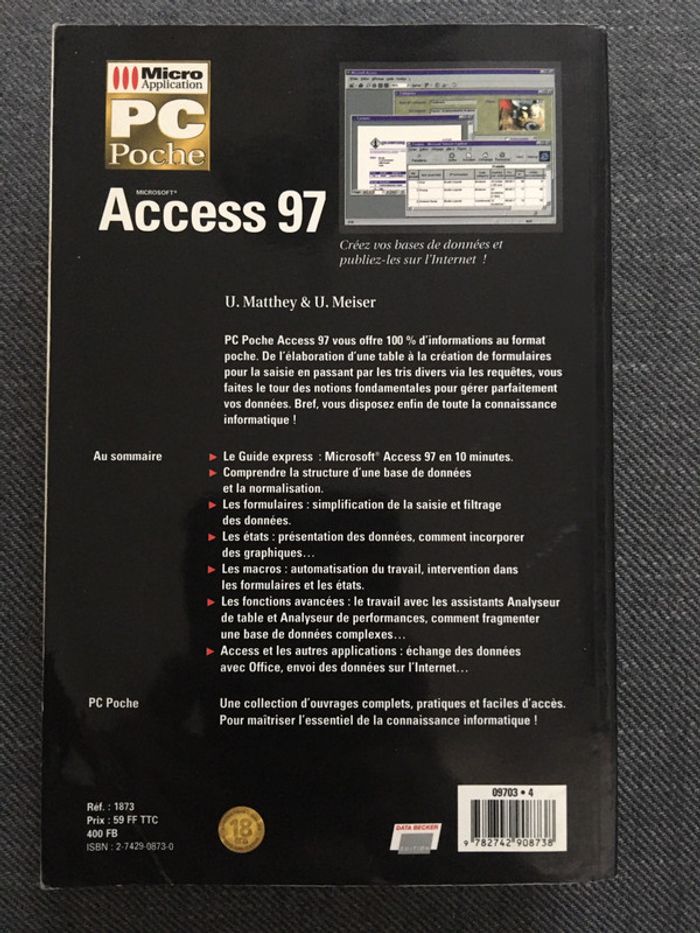 Micro
Application
PC
Poche
MICROSOFT®
Access 97
Créez vos bases de données et
publiez-les sur l'Internet !
U. Matthey & U. Meiser
PC Poche Access 97 vous offre 100 % d'informations au format
poche. De l'élaboration d'une table à la création de formulaires
pour la saisie en passant par les tris divers via les requêtes, vous
faites le tour des notions fondamentales pour gérer parfaitement
vos données. Bref, vous disposez enfin de toute la connaissance
informatique !
Au sommaire
Le Guide express : Microsoft® Access 97 en 10 minutes.
Comprendre la structure d'une base de données
et la normalisation.
Les formulaires : simplification de la saisie et filtrage
des données.
Les états : présentation des données, comment incorporer
des graphiques…
Les macros : automatisation du travail, intervention dans
les formulaires et les états.
Les fonctions avancées : le travail avec les assistants Analyseur
de table et Analyseur de performances, comment fragmenter
une base de données complexes…
Access et les autres applications : échange des données
avec Office, envoi des données sur l'Internet…
PC Poche
Une collection d'ouvrages complets, pratiques et faciles d'accès.
Pour maîtriser l'essentiel de la connaissance informatique !
Réf. : 1873
Prix : 59 FF TTC
400 FB
ISBN : 2-7429-0873-0
18
DATA BECKER
EDITION
09703 • 4
9 782742 908738